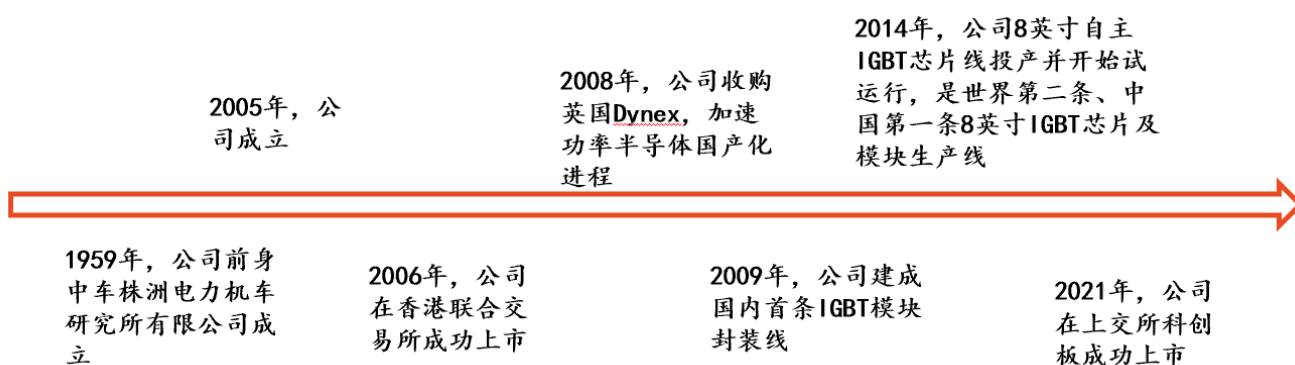 2005年，公
司成立
2008年，公司收购
英国Dynex，加速
功率半导体国产化
进程
2014年，公司8英寸自主
IGBT芯片线投产并开始试
运行，是世界第二条、中
国第一条8英寸IGBT芯片及
模块生产线
1959年，公司前身
中车株洲电力机车
研究所有限公司成
立
2006年，公司
在香港联合交
易所成功上市
2009年，公司建成
国内首条IGBT模块
封装线
2021年，公司
在上交所科创
板成功上市